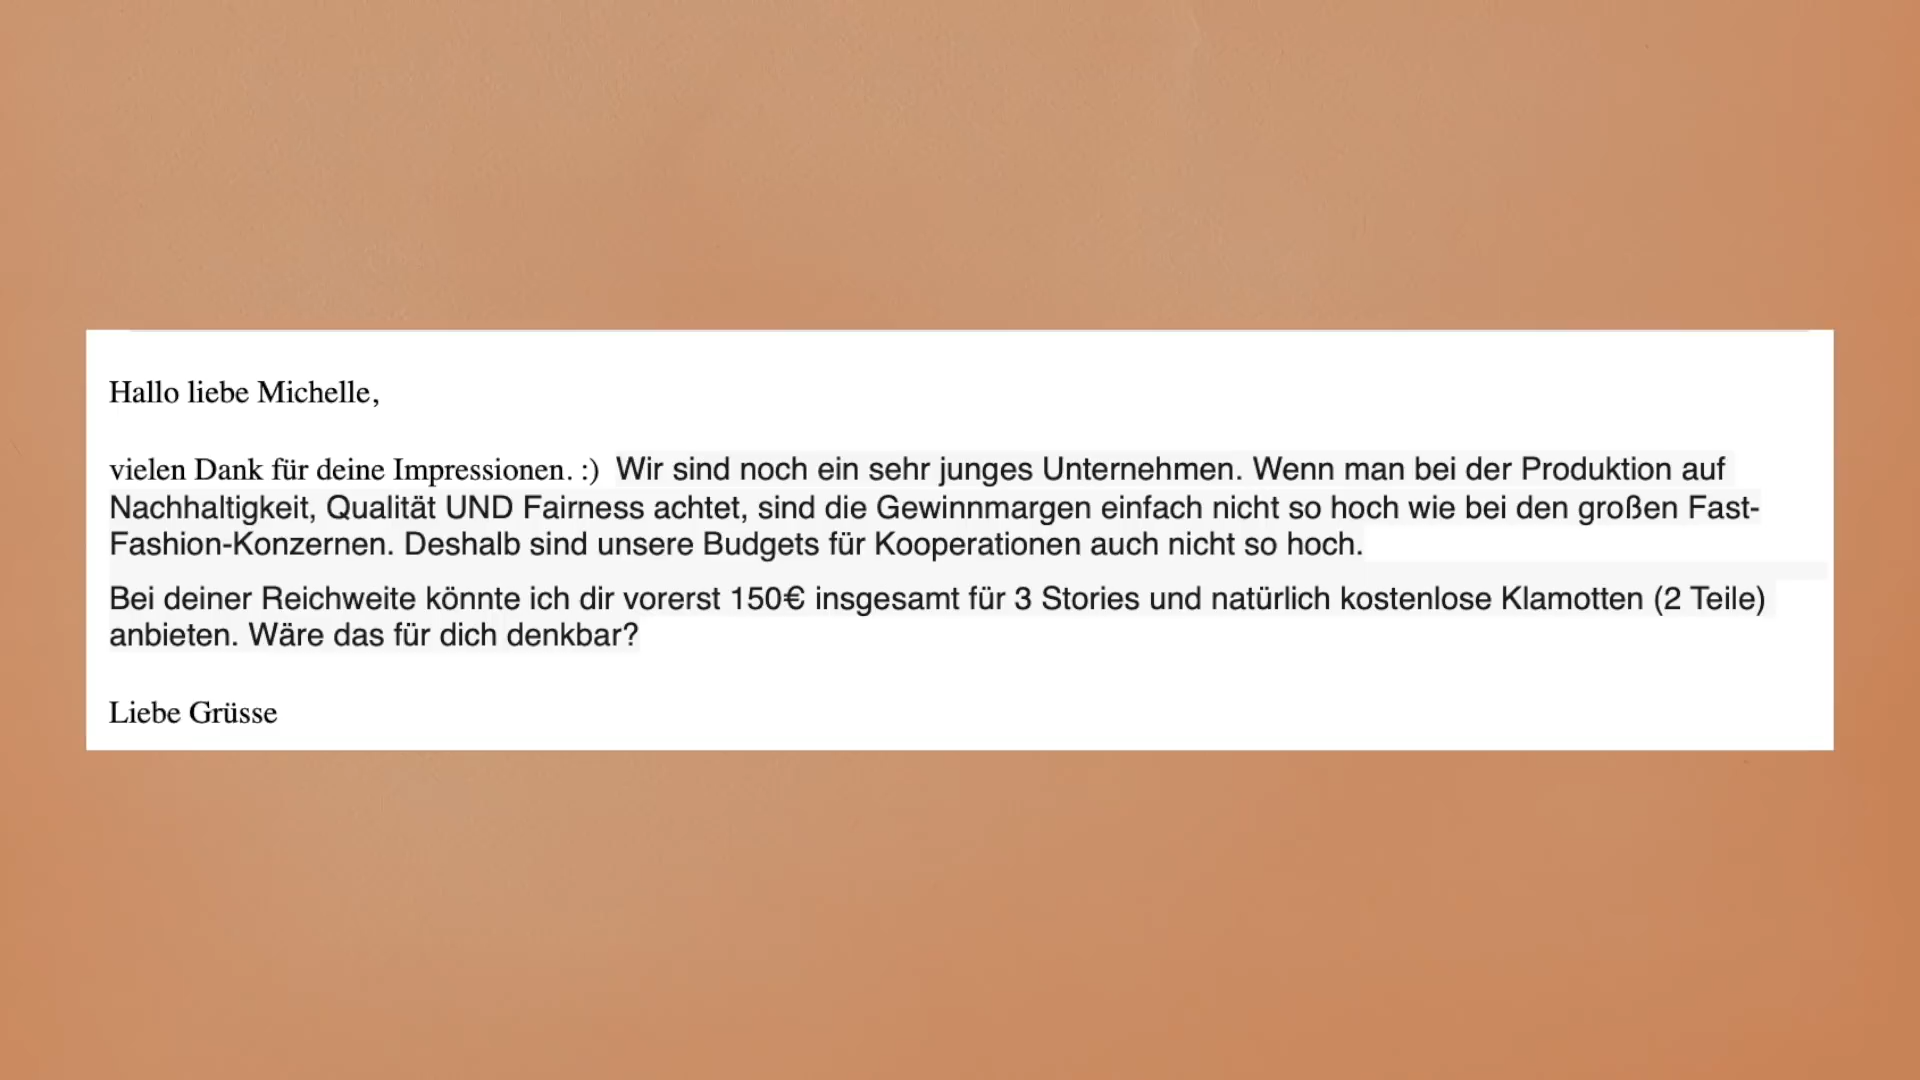 Hallo liebe Michelle,
vielen Dank für deine Impressionen. :) Wir sind noch ein sehr junges Unternehmen. Wenn man bei der Produktion auf
Nachhaltigkeit, Qualität UND Fairness achtet, sind die Gewinnmargen einfach nicht so hoch wie bei den großen Fast-
Fashion-Konzernen. Deshalb sind unsere Budgets für Kooperationen auch nicht so hoch.
Bei deiner Reichweite könnte ich dir vorerst 150€ insgesamt für 3 Stories und natürlich kostenlose Klamotten (2 Teile)
anbieten. Wäre das für dich denkbar?
Liebe Grüsse